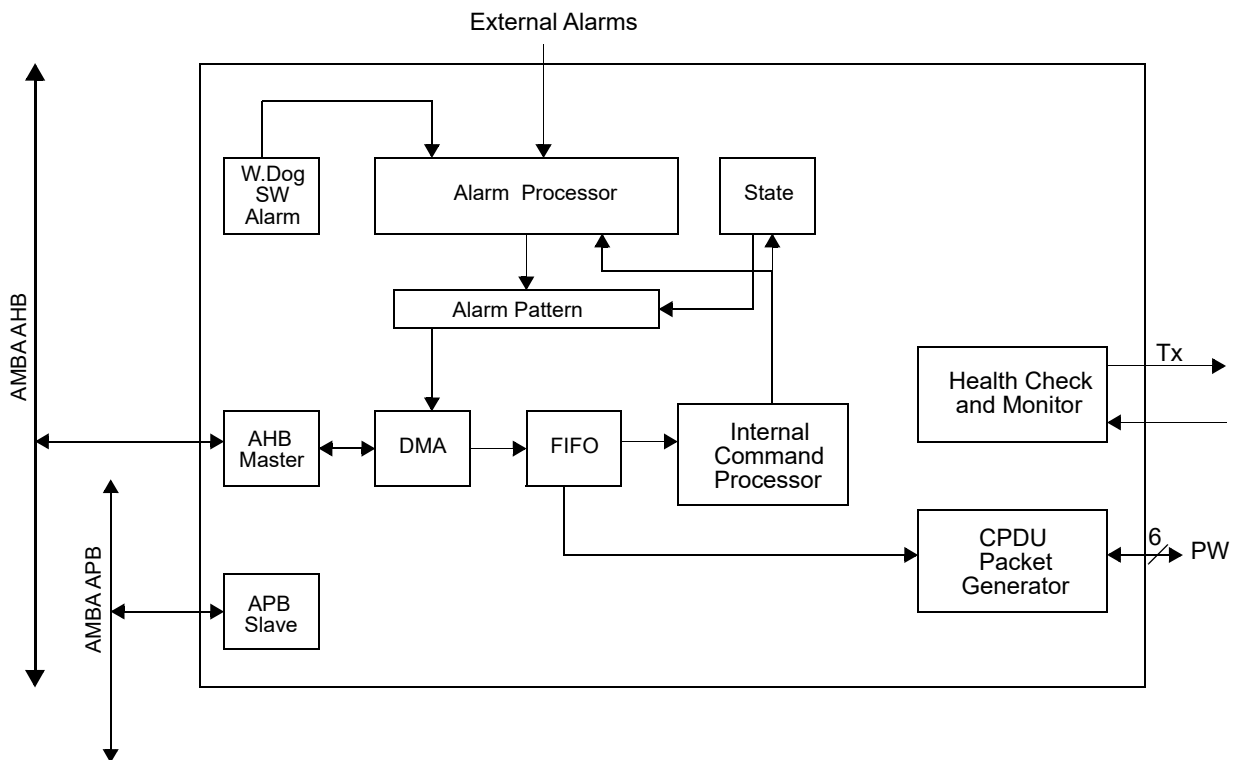 External Alarms
W.Dog
SW
Alarm
Alarm Processor
State
Alarm Pattern
AMBA AHB
Health Check
and Monitor
Tx
AHB
Master
DMA
FIFO
Internal
Command
Processor
CPDU
Packet
Generator
6
PW
AMBA APB
APB
Slave